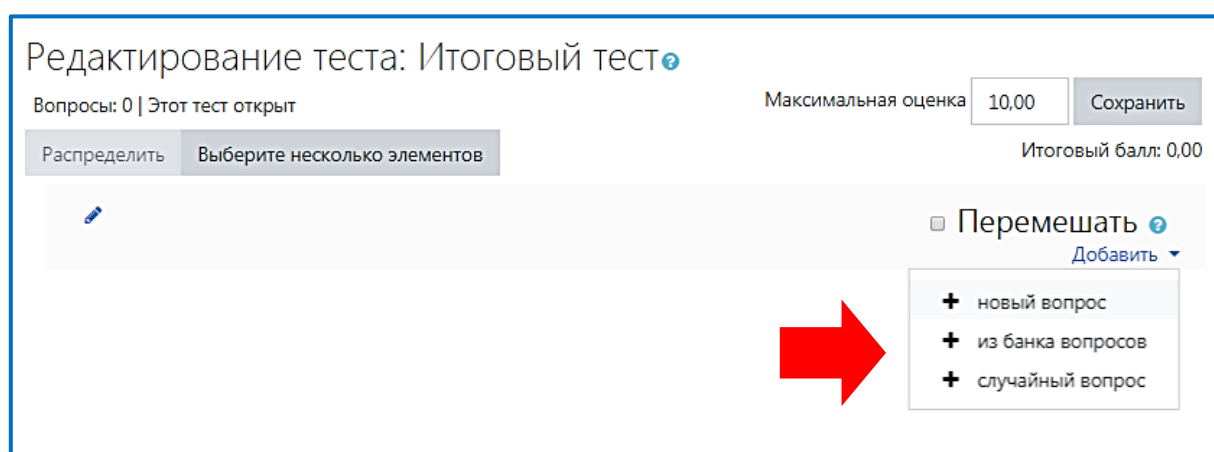 Редактирование теста: Итоговый тест
Вопросы: 0 | Этот тест открыт
Максимальная оценка 10,00 Сохранить
Распределить Выберите несколько элементов
Итоговый балл: 0,00
Перемешать
Добавить
новый вопрос
из банка вопросов
случайный вопрос